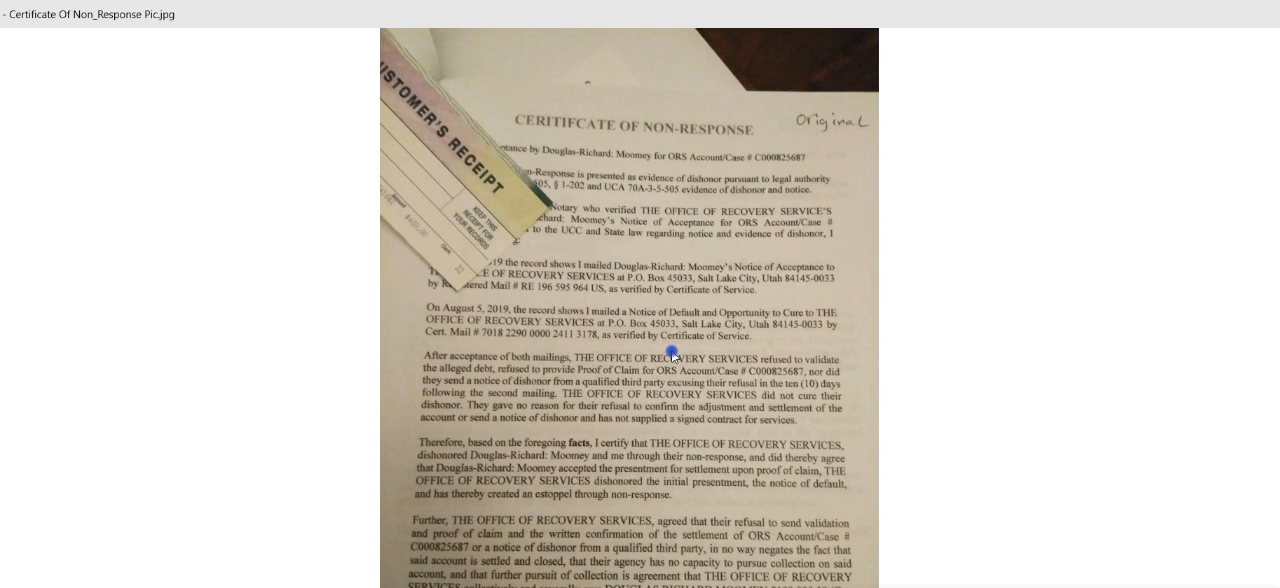 - Certificate Of Non_Response Pic.jpg
CUSTOMER'S RECEIPT
KEEP THIS
RECEIPT FOR
YOUR RECORDS
Original
CERITIFCATE OF NON-RESPONSE
ptance by Douglas-Richard: Moomey for ORS Account/Case # C000825687
n-Response is presented as evidence of dishonor pursuant to legal authority
505, § 1-202 and UCA 70A-3-5-505 evidence of dishonor and notice.
Notary who verified THE OFFICE OF RECOVERY SERVICE'S
chard: Moomey's Notice of Acceptance for ORS Account/Case #
to the UCC and State law regarding notice and evidence of dishonor, I
19 the record shows I mailed Douglas-Richard: Moomey's Notice of Acceptance to
E OF RECOVERY SERVICES at P.O. Box 45033, Salt Lake City, Utah 84145-0033
by Registered Mail # RE 196 595 964 US, as verified by Certificate of Service.
On August 5, 2019, the record shows I mailed a Notice of Default and Opportunity to Cure to THE
OFFICE OF RECOVERY SERVICES at P.O. Box 45033, Salt Lake City, Utah 84145-0033 by
Cert. Mail # 7018 2290 0000 2411 3178, as verified by Certificate of Service.
After acceptance of both mailings, THE OFFICE OF RECOVERY SERVICES refused to validate
the alleged debt, refused to provide Proof of Claim for ORS Account/Case # C000825687, nor did
they send a notice of dishonor from a qualified third party excusing their refusal in the ten (10) days
following the second mailing. THE OFFICE OF RECOVERY SERVICES did not cure their
dishonor. They gave no reason for their refusal to confirm the adjustment and settlement of the
account or send a notice of dishonor and has not supplied a signed contract for services.
Therefore, based on the foregoing facts, I certify that THE OFFICE OF RECOVERY SERVICES,
dishonored Douglas-Richard: Moomey and me through their non-response, and did thereby agree
that Douglas-Richard: Moomey accepted the presentment for settlement upon proof of claim, THE
OFFICE OF RECOVERY SERVICES dishonored the initial presentment, the notice of default,
and has thereby created an estoppel through non-response.
Further, THE OFFICE OF RECOVERY SERVICES, agreed that their refusal to send validation
and proof of claim and the written confirmation of the settlement of ORS Account/Case #
C000825687 or a notice of dishonor from a qualified third party, in no way negates the fact that
said account is settled and closed, that their agency has no capacity to pursue collection on said
account, and that further pursuit of collection is agreement that THE OFFICE OF RECOVERY